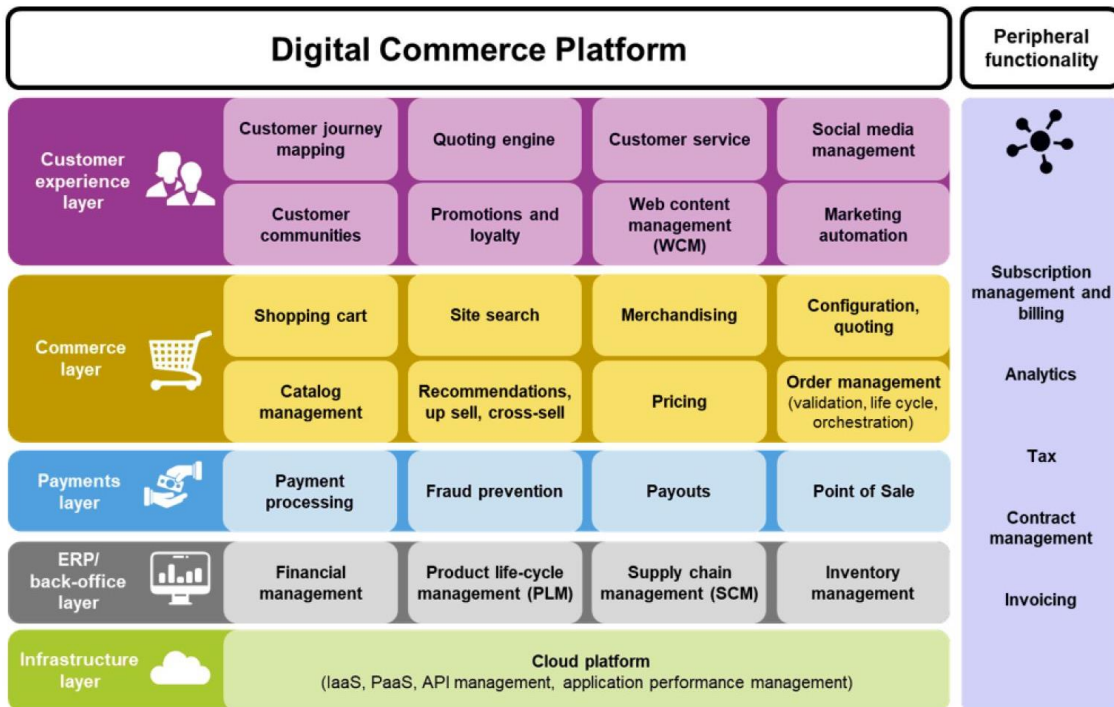 Digital Commerce Platform
Peripheral
functionality
Customer
experience
layer
Customer journey
mapping
Quoting engine
Customer service
Social media
management
Customer
communities
Promotions and
loyalty
Web content
management
(WCM)
Marketing
automation
Commerce
layer
Shopping cart
Site search
Merchandising
Configuration,
quoting
Catalog
management
Recommendations,
up sell, cross-sell
Pricing
Order management
(validation, life cycle,
orchestration)
Payments
layer
Payment
processing
Fraud prevention
Payouts
Point of Sale
ERP/
back-office
layer
Financial
management
Product life-cycle
management (PLM)
Supply chain
management (SCM)
Inventory
management
Infrastructure
layer
Cloud platform
(IaaS, PaaS, API management, application performance management)
Subscription
management and
billing
Analytics
Tax
Contract
management
Invoicing